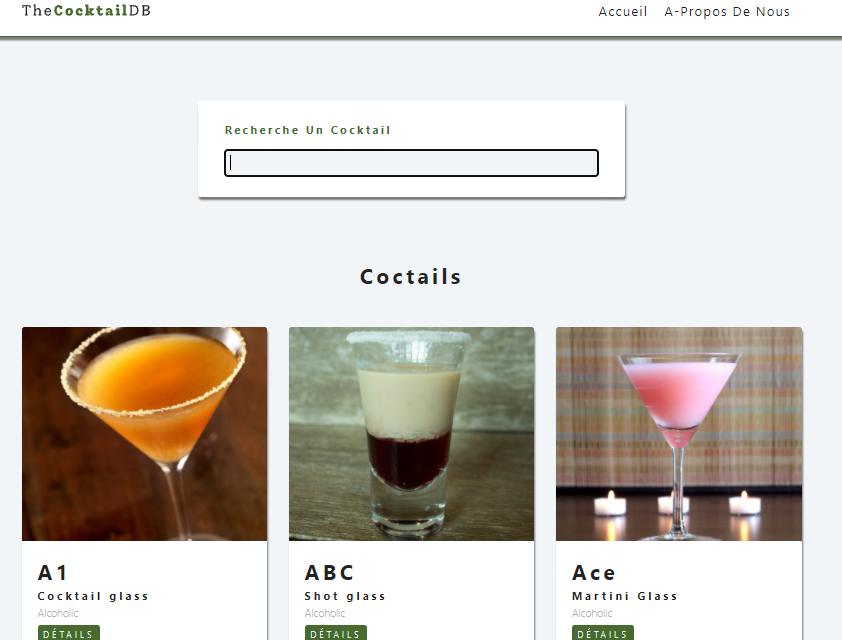 TheCocktailDB
Accueil A-Propos De Nous
Recherche Un Cocktail
Coctails
A1
Cocktail glass
Alcoholic
DÉTAILS
ABC
Shot glass
Alcoholic
DÉTAILS
Ace
Martini Glass
Alcoholic
DÉTAILS